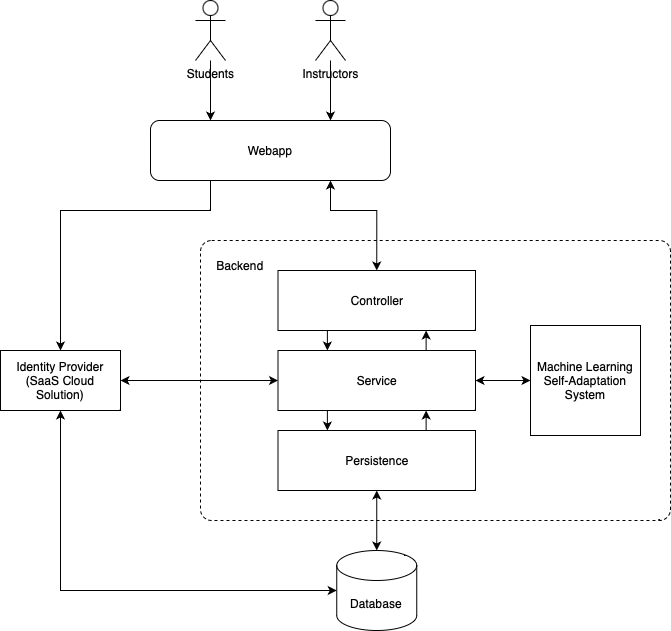 Students
Instructors
Webapp
Backend
Controller
Identity Provider
(SaaS Cloud
Solution)
Service
Machine Learning
Self-Adaptation
System
Persistence
Database